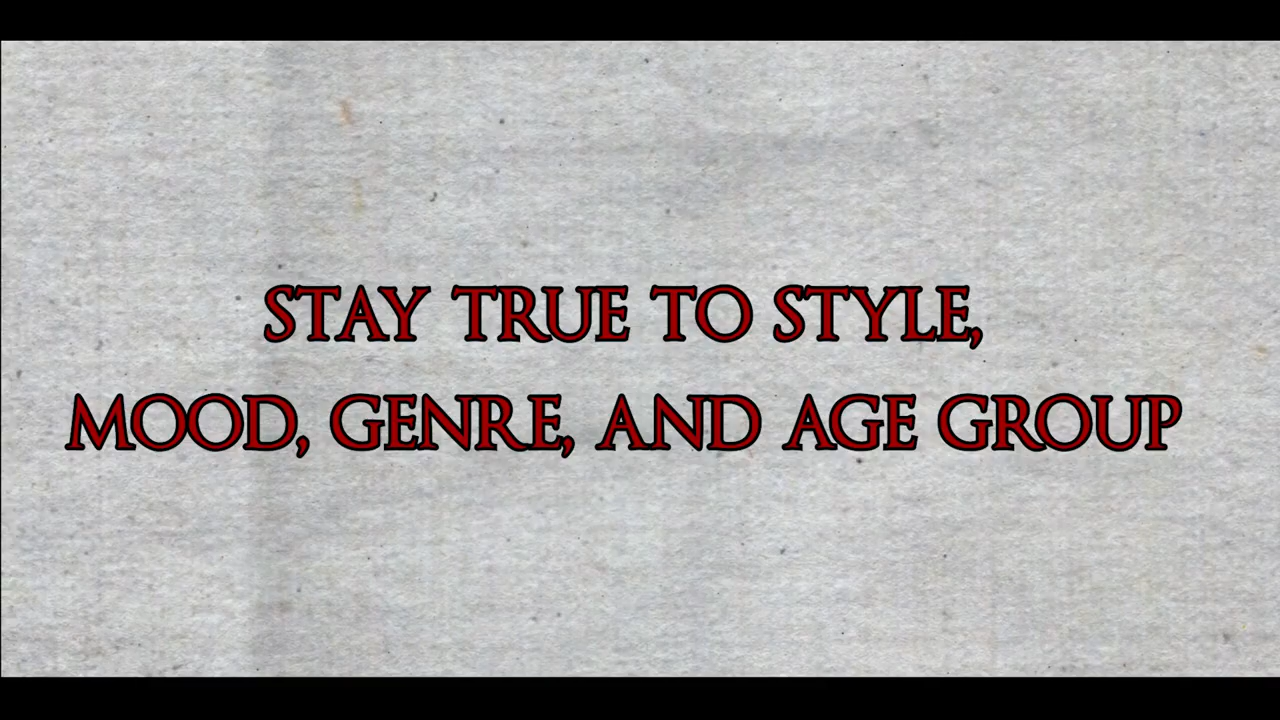 STAY TRUE TO STYLE,
MOOD, GENRE, AND AGE GROUP